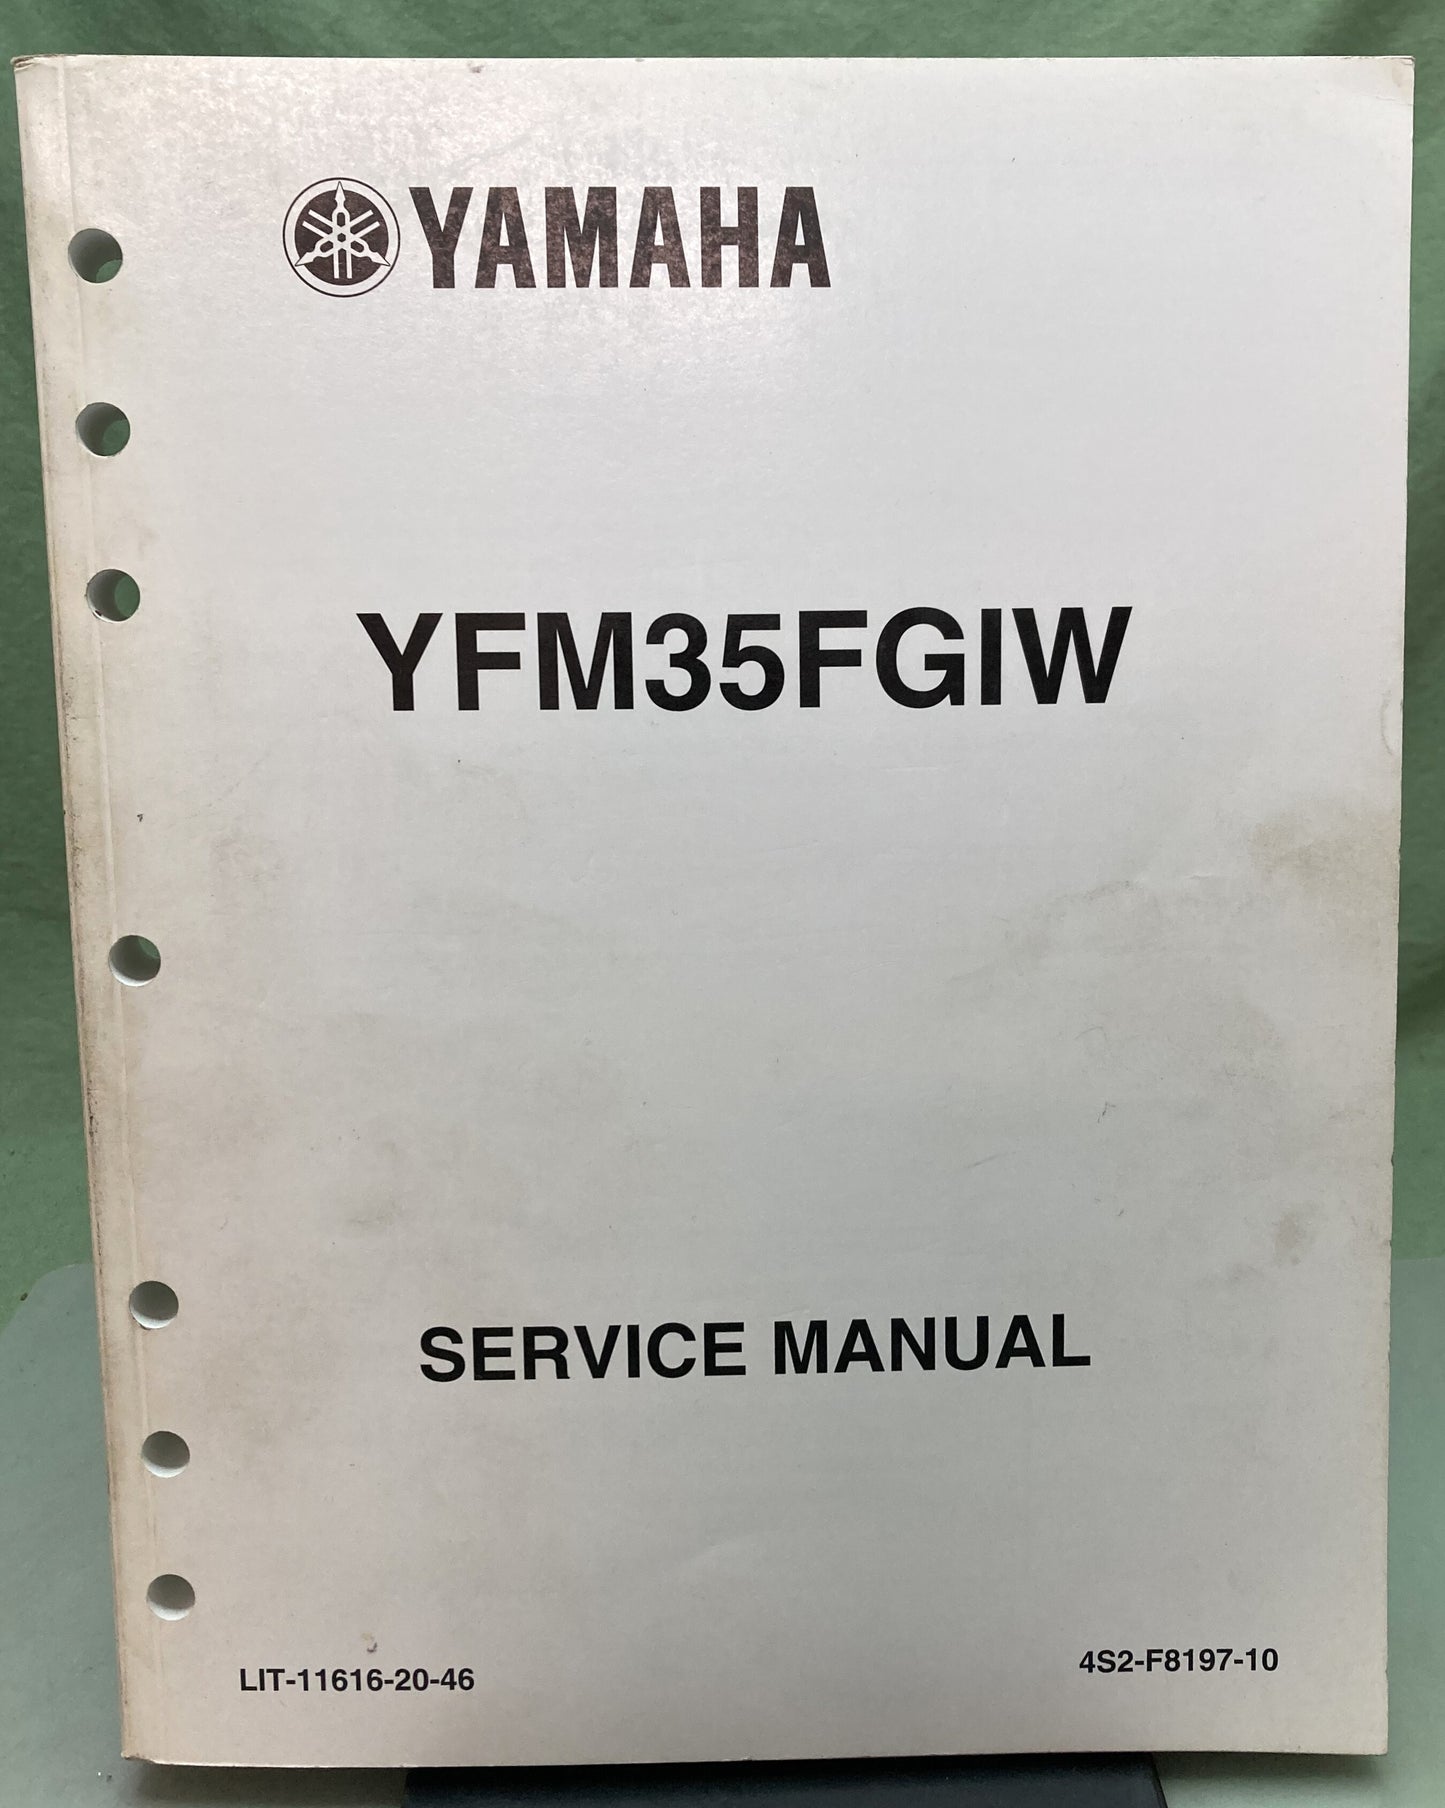 YAMAHA
YFM35FGIW
SERVICE MANUAL
LIT-11616-20-46
4S2-F8197-10